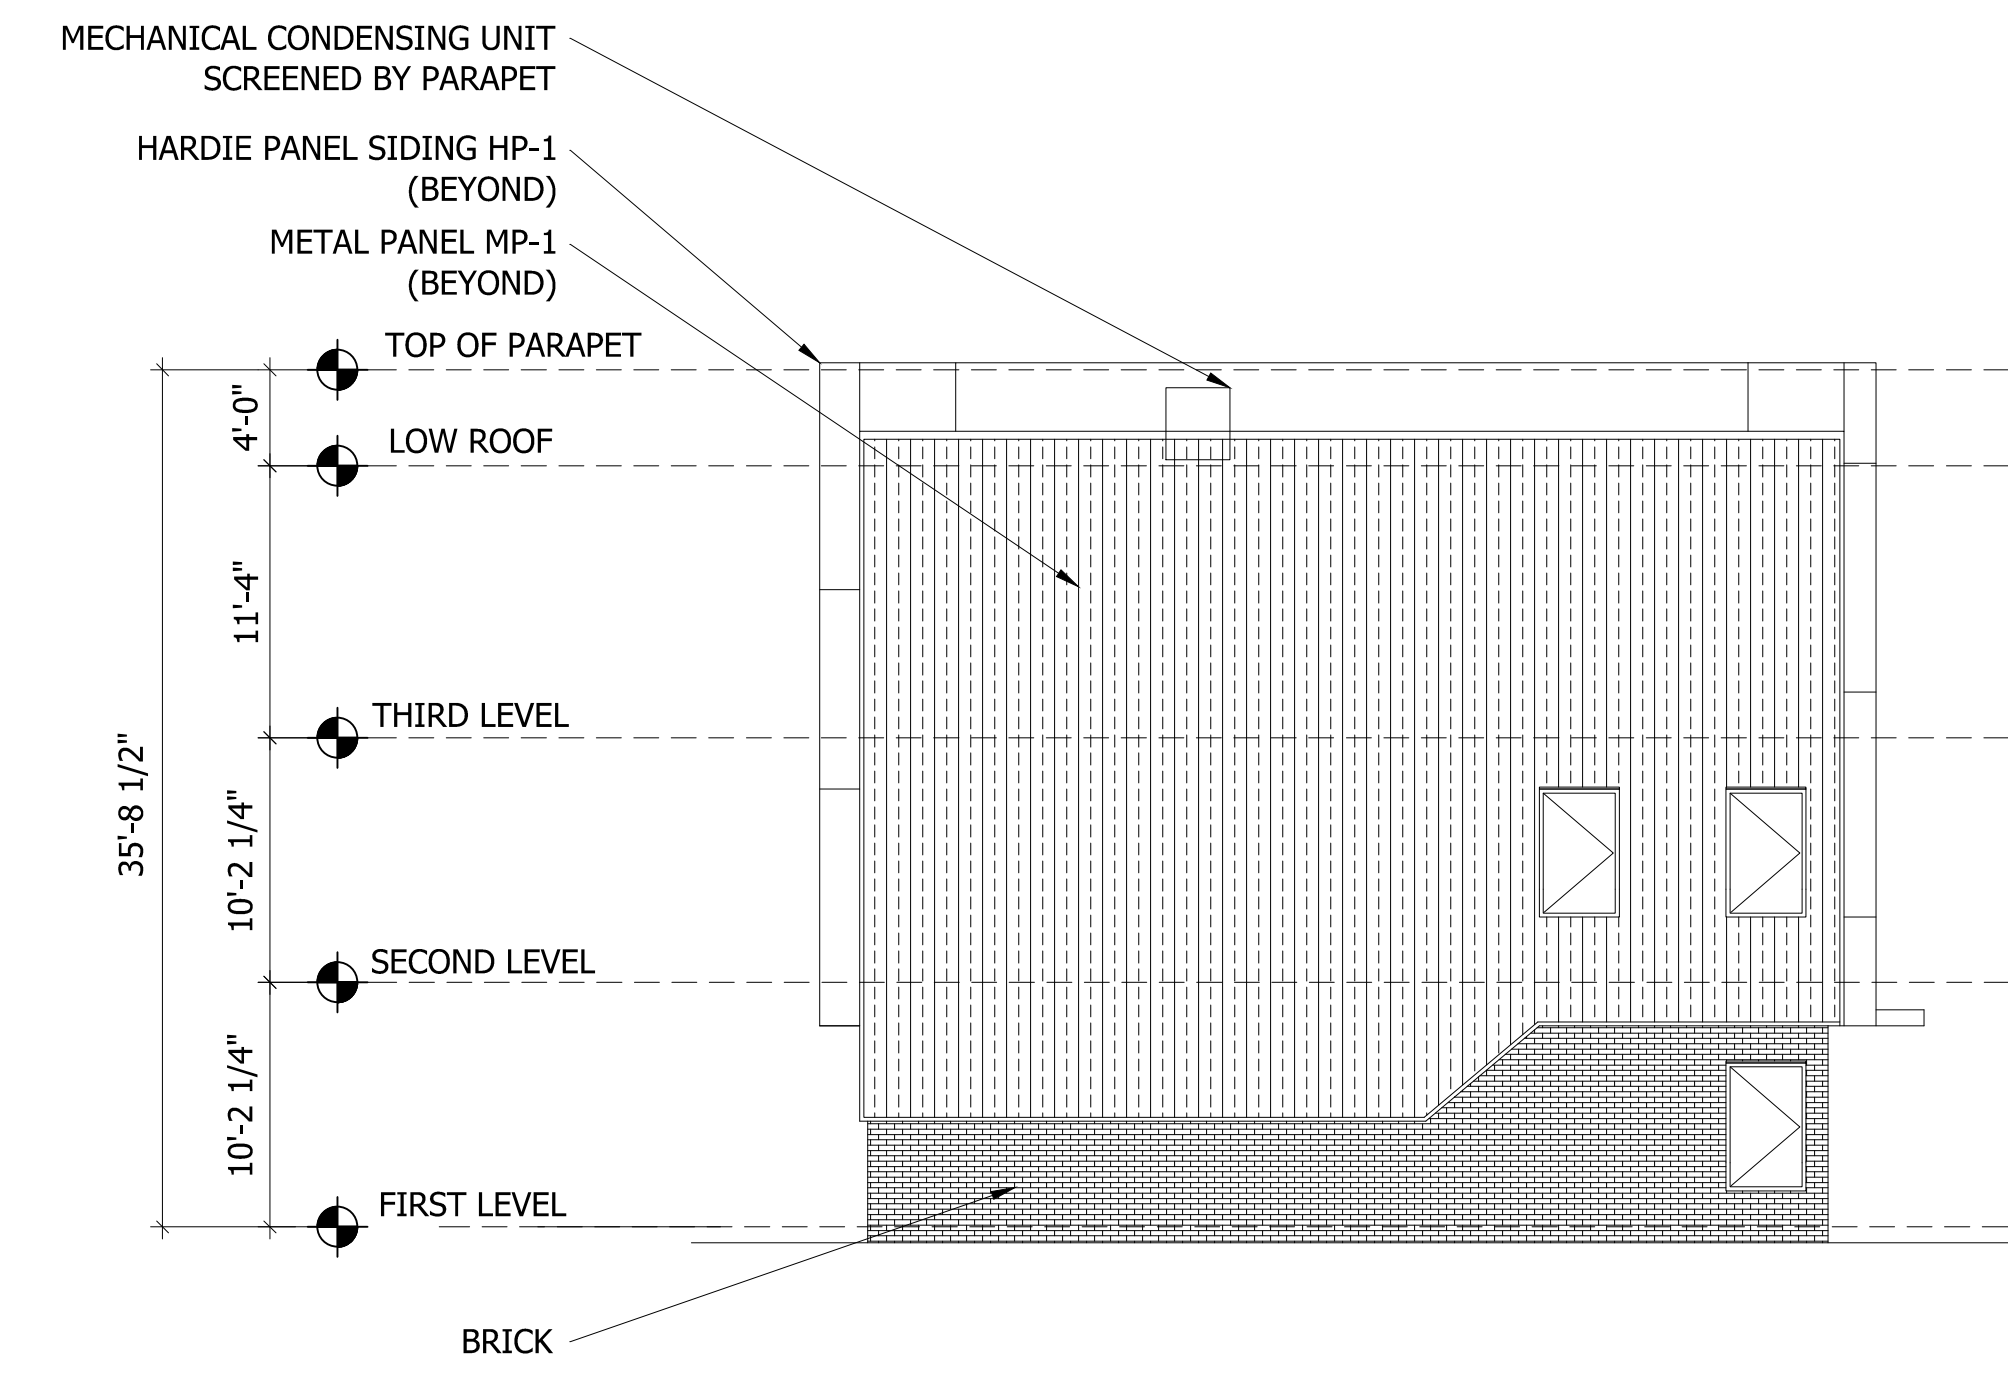 MECHANICAL CONDENSING UNIT
SCREENED BY PARAPET
HARDIE PANEL SIDING HP-1
(BEYOND)
METAL PANEL MP-1
(BEYOND)
TOP OF PARAPET
4'-0"
LOW ROOF
11'-4"
THIRD LEVEL
35'-8 1/2"
10'-2 1/4"
SECOND LEVEL
10'-2 1/4"
FIRST LEVEL
BRICK